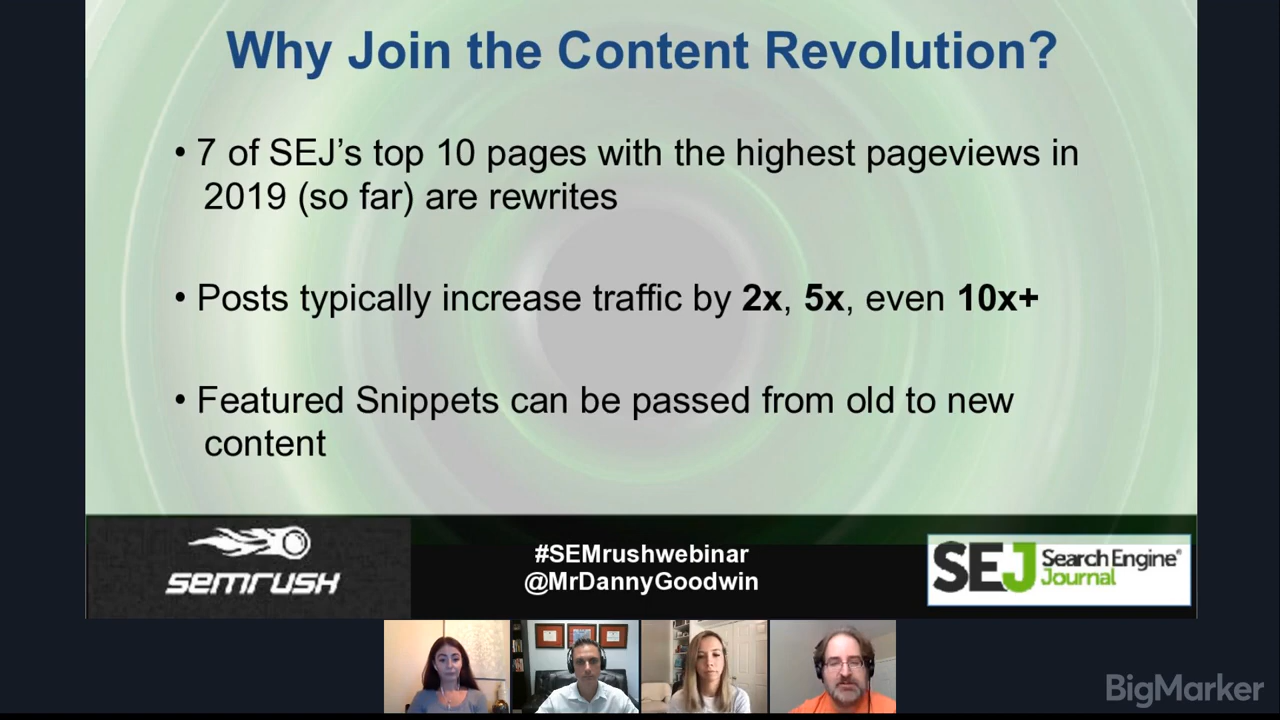 Why Join the Content Revolution?
• 7 of SEJ's top 10 pages with the highest pageviews in
2019 (so far) are rewrites
• Posts typically increase traffic by 2x, 5x, even 10x+
• Featured Snippets can be passed from old to new
content
semrush
#SEMrushwebinar
@MrDannyGoodwin
SEJ Search Engine®
Journal
BigMarker